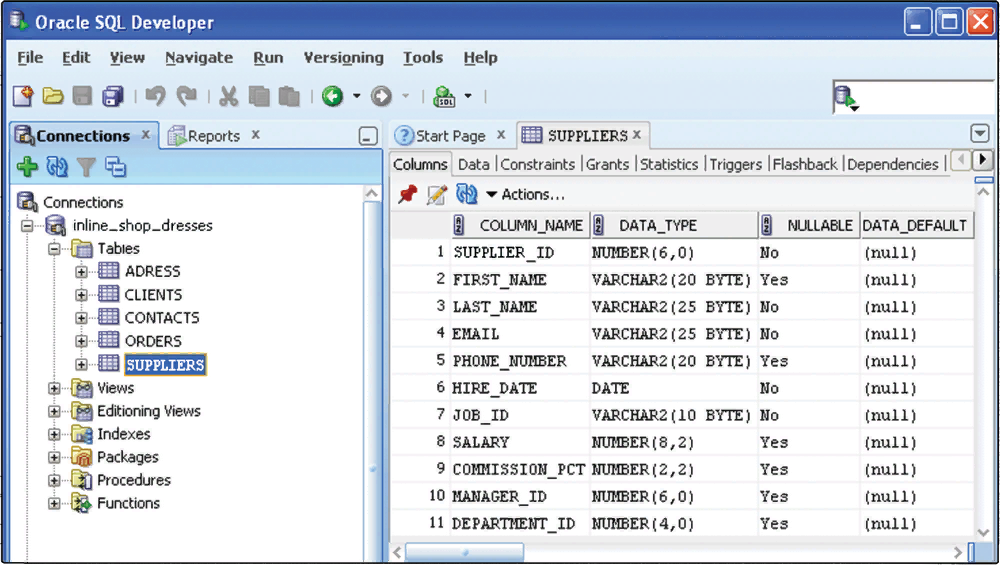 Oracle SQL Developer
File Edit View Navigate Run Versioning Tools Help
SQL
Connections x Reports x
Start Page x SUPPLIERS x
Columns Data Constraints Grants Statistics Triggers Flashback Dependencies
Actions...
Connections
inline_shop_dresses
Tables
ADRESS
CLIENTS
CONTACTS
ORDERS
SUPPLIERS
Views
Editioning Views
Indexes
Packages
Procedures
Functions
COLUMN_NAME DATA_TYPE NULLABLE DATA_DEFAULT
1 SUPPLIER_ID NUMBER(6,0) No (null)
2 FIRST_NAME VARCHAR2(20 BYTE) Yes (null)
3 LAST_NAME VARCHAR2(25 BYTE) No (null)
4 EMAIL VARCHAR2(25 BYTE) No (null)
5 PHONE_NUMBER VARCHAR2(20 BYTE) Yes (null)
6 HIRE_DATE DATE No (null)
7 JOB_ID VARCHAR2(10 BYTE) No (null)
8 SALARY NUMBER(8,2) Yes (null)
9 COMMISSION_PCT NUMBER(2,2) Yes (null)
10 MANAGER_ID NUMBER(6,0) Yes (null)
11 DEPARTMENT_ID NUMBER(4,0) Yes (null)